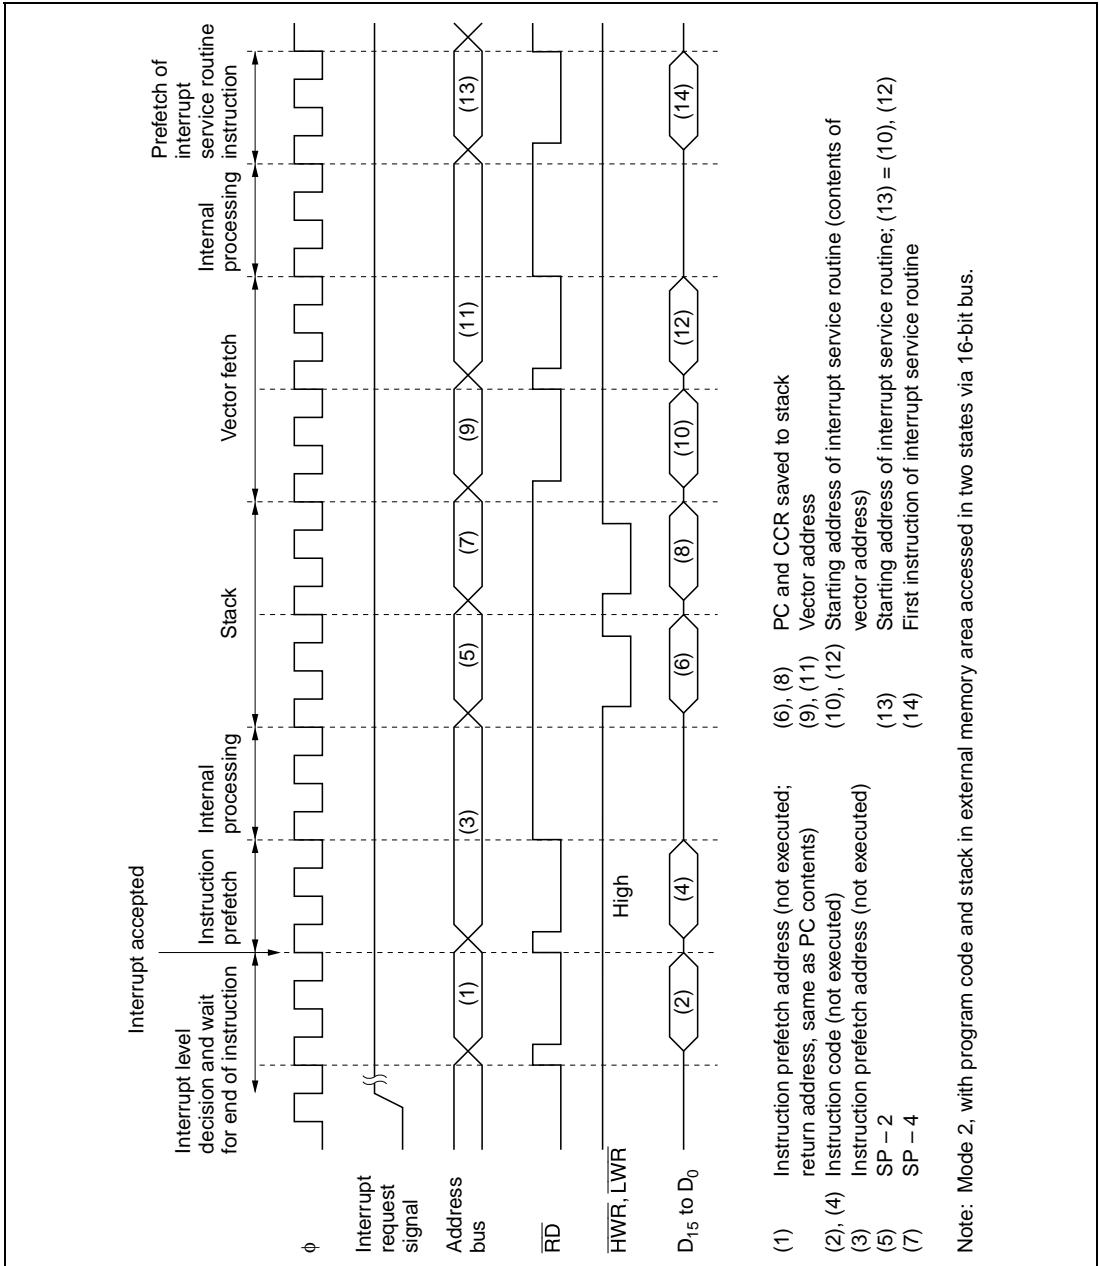 Interrupt accepted
Interrupt level
decision and wait
for end of instruction
Instruction
prefetch
Internal
processing
Stack
Vector fetch
Internal
processing
Prefetch of
interrupt
service routine
instruction
φ
Interrupt
request
signal
Address
bus
(1)
(3)
(5)
(7)
(9)
(11)
(13)
RD
HWR, LWR
High
D15 to D0
(2)
(4)
(6)
(8)
(10)
(12)
(14)
(1) Instruction prefetch address (not executed;
return address, same as PC contents)
(2), (4) Instruction code (not executed)
(3) Instruction prefetch address (not executed)
(5) SP – 2
(7) SP – 4
(6), (8) PC and CCR saved to stack
(9), (11) Vector address
(10), (12) Starting address of interrupt service routine (contents of
vector address)
(13) Starting address of interrupt service routine; (13) = (10), (12)
(14) First instruction of interrupt service routine
Note: Mode 2, with program code and stack in external memory area accessed in two states via 16-bit bus.